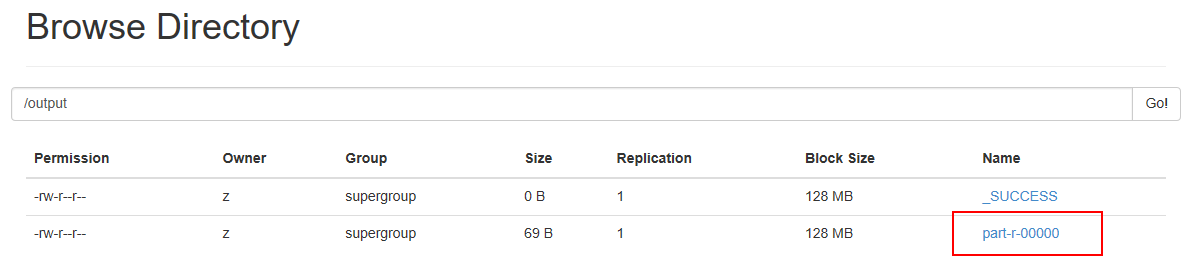 Browse Directory
/output Go!
Permission Owner Group Size Replication Block Size Name
-rw-r--r-- z supergroup 0 B 1 128 MB _SUCCESS
-rw-r--r-- z supergroup 69 B 1 128 MB part-r-00000